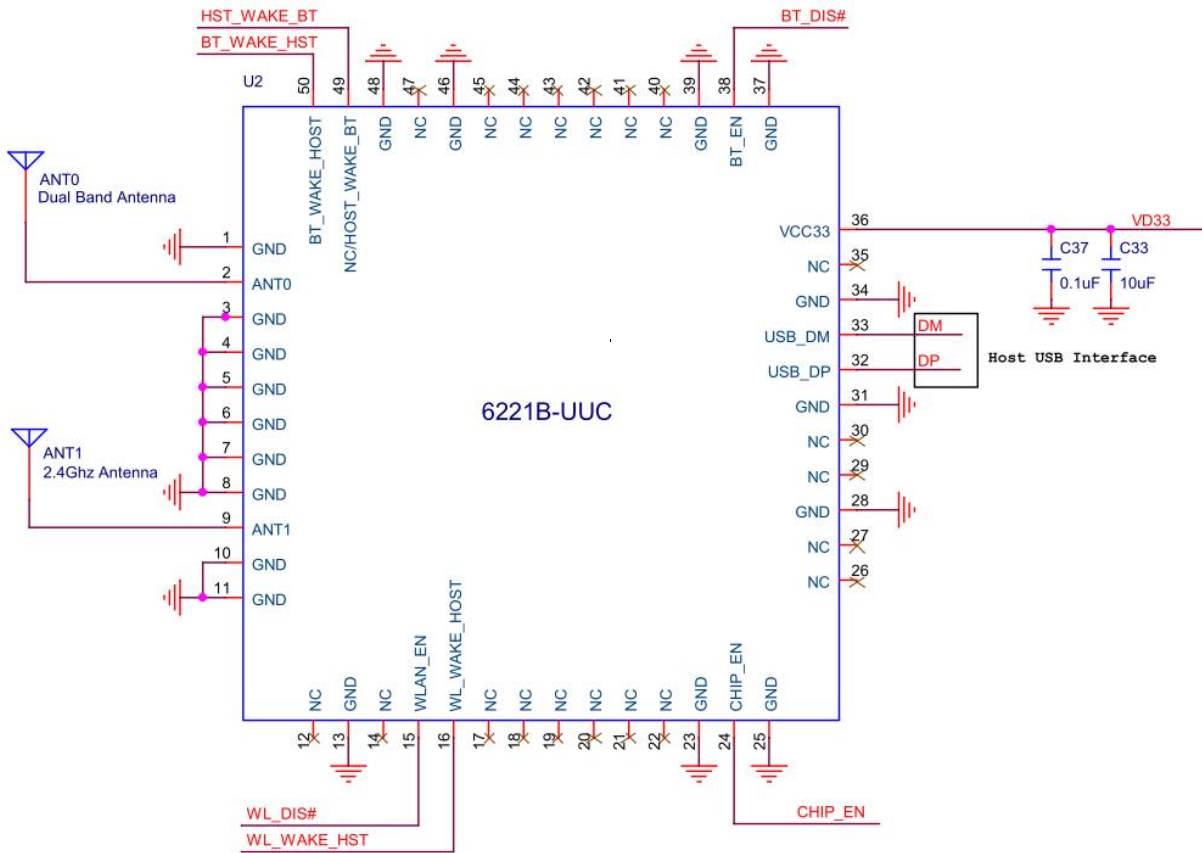 HST_WAKE_BT
BT_WAKE_HST
BT_DIS#
U2
50
49
48
47
46
45
44
43
42
41
40
39
38
37
BT_WAKE_HOST
NC/HOST_WAKE_BT
GND
NC
GND
NC
NC
NC
NC
NC
NC
GND
BT_EN
GND
ANT0
Dual Band Antenna
1 GND
2 ANT0
3 GND
4 GND
5 GND
6 GND
7 GND
8 GND
9 ANT1
10 GND
11 GND
ANT1
2.4Ghz Antenna
6221B-UUC
VCC33 36
NC 35
GND 34
USB_DM 33
USB_DP 32
GND 31
NC 30
NC 29
GND 28
NC 27
NC 26
VD33
C37
0.1uF
C33
10uF
DM
DP
Host USB Interface
NC
GND
NC
WLAN_EN
WL_WAKE_HOST
NC
NC
NC
NC
NC
NC
GND
CHIP_EN
GND
12
13
14
15
16
17
18
19
20
21
22
23
24
25
WL_DIS#
WL_WAKE_HST
CHIP_EN